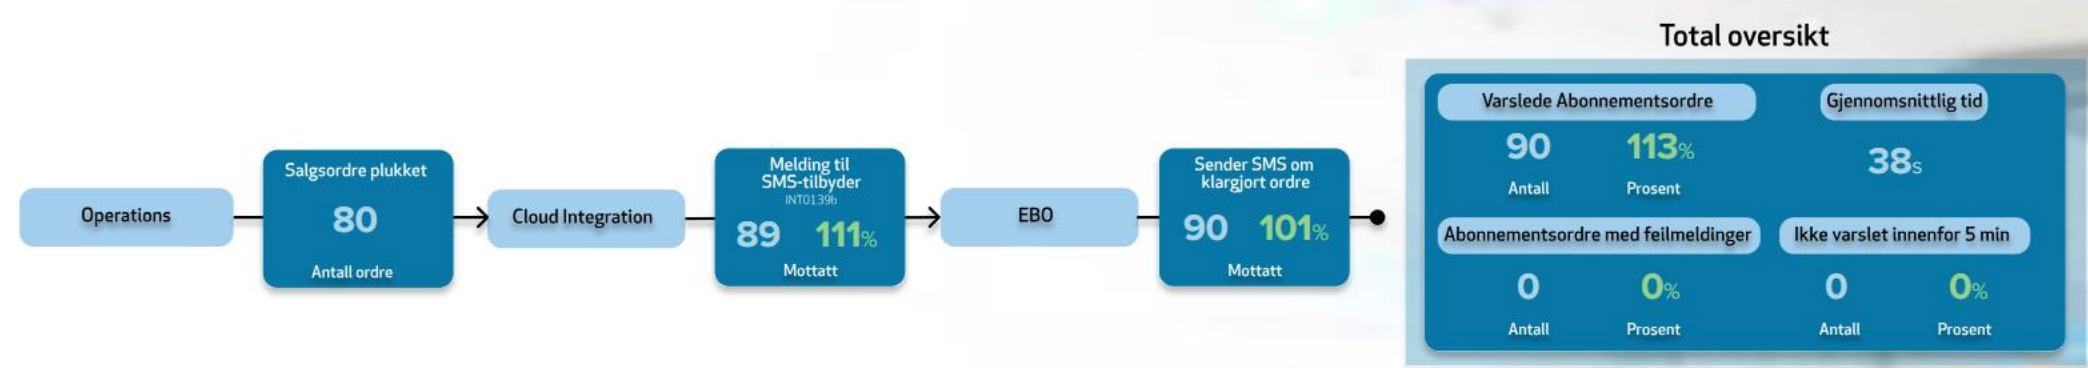 Total oversikt
Operations
Salgsordre plukket
80
Antall ordre
Cloud Integration
Melding til
SMS-tilbyder
INT0139b
89 111%
Mottatt
EBO
Sender SMS om
klargjort ordre
90 101%
Mottatt
Varslede Abonnementsordre
90 113%
Antall Prosent
Gjennomsnittlig tid
38s
Abonnementsordre med feilmeldinger
0 0%
Antall Prosent
Ikke varslet innenfor 5 min
0 0%
Antall Prosent